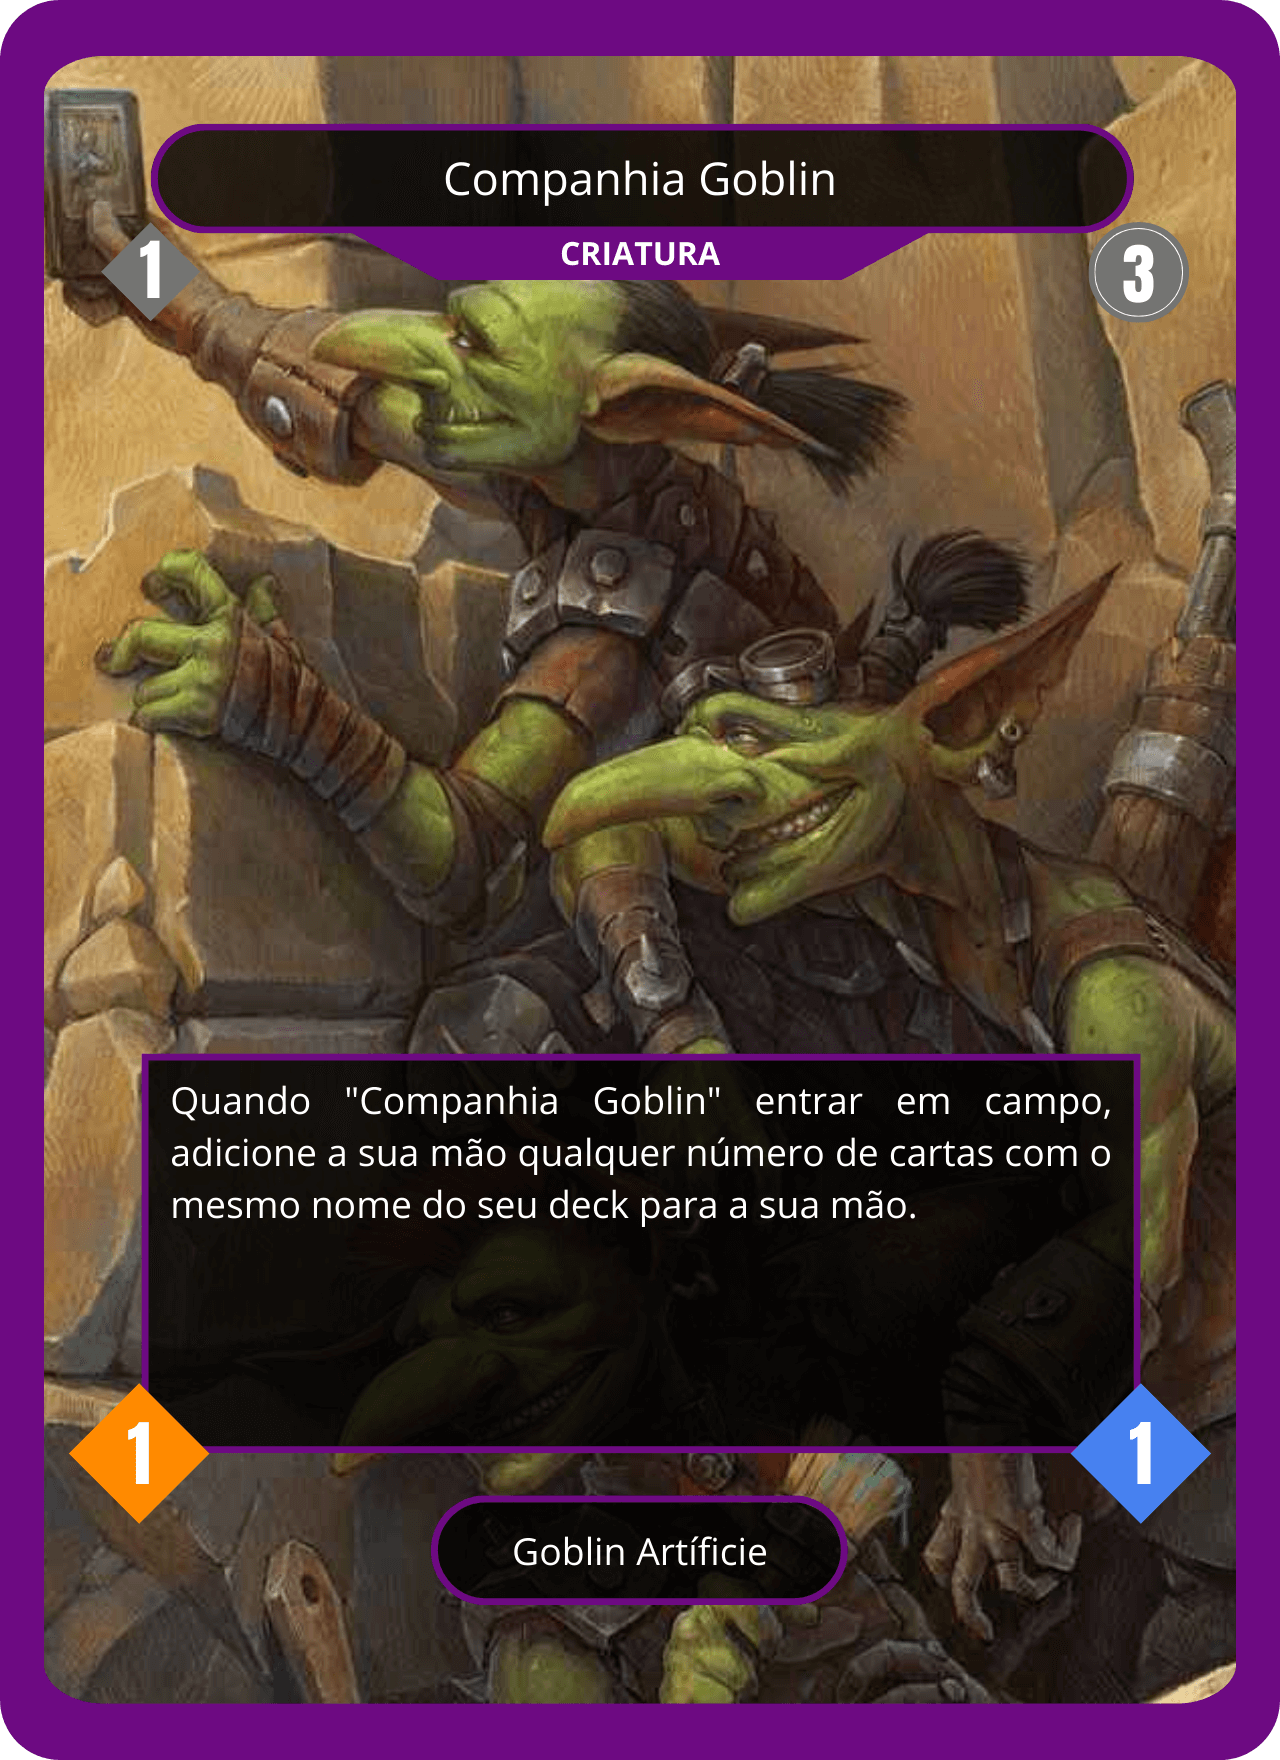 Companhia Goblin
CRIATURA
1
3
Quando "Companhia Goblin" entrar em campo,
adicione a sua mão qualquer número de cartas com o
mesmo nome do seu deck para a sua mão.
1
1
Goblin Artíficie